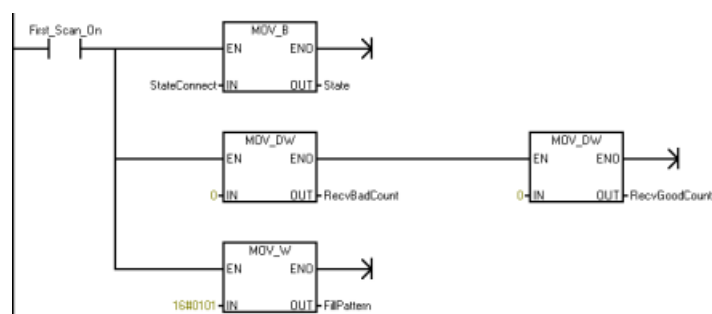 First_Scan_On
MOV_B
EN ENO
StateConnect IN OUT State
MOV_DW MOV_DW
EN ENO EN ENO
0 IN OUT RecvBadCount 0 IN OUT RecvGoodCount
MOV_W
EN ENO
16#0101 IN OUT FillPattern